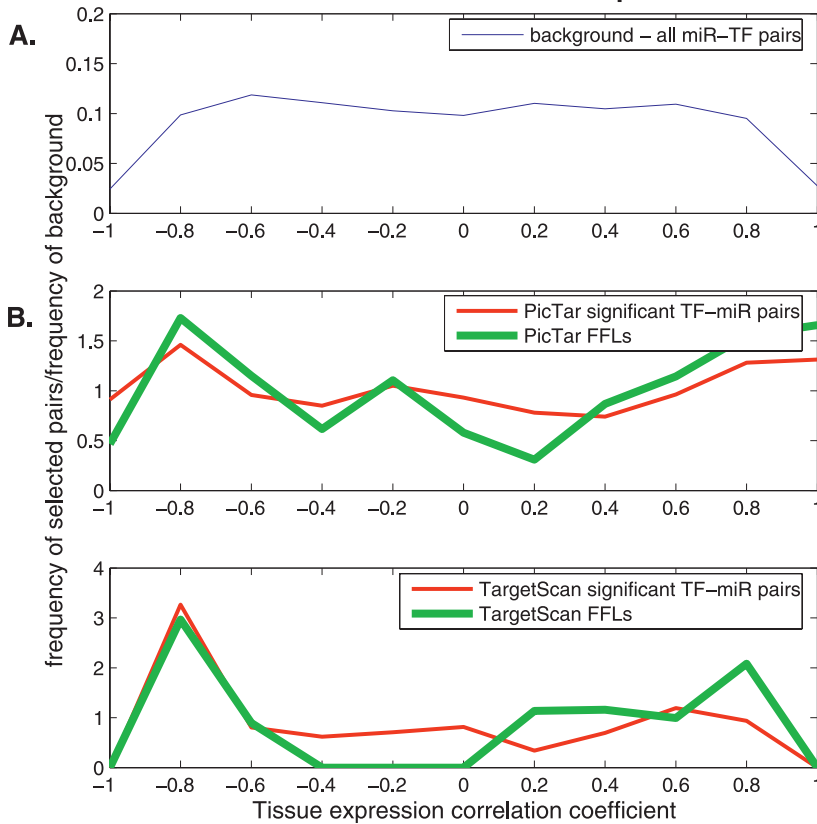 A.
0.2
0.15
0.1
0.05
0
background – all miR–TF pairs
−1 −0.8 −0.6 −0.4 −0.2 0 0.2 0.4 0.6 0.8 1
frequency of selected pairs/frequency of background
B.
2
1.5
1
0.5
0
PicTar significant TF–miR pairs
PicTar FFLs
−1 −0.8 −0.6 −0.4 −0.2 0 0.2 0.4 0.6 0.8 1
4
3
2
1
0
TargetScan significant TF–miR pairs
TargetScan FFLs
−1 −0.8 −0.6 −0.4 −0.2 0 0.2 0.4 0.6 0.8 1
Tissue expression correlation coefficient